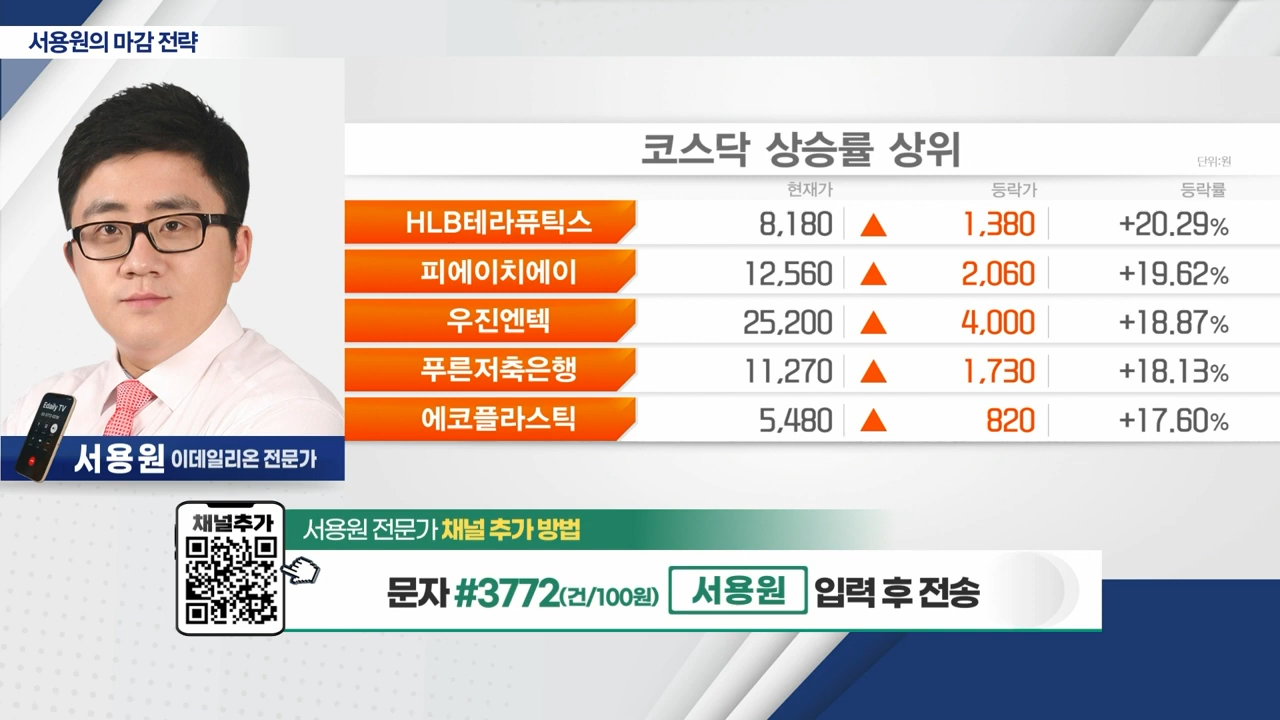 서용원의 마감 전략
코스닥 상승률 상위
단위:원
현재가 등락가 등락률
HLB테라퓨틱스 8,180 ▲ 1,380 +20.29%
피에이치에이 12,560 ▲ 2,060 +19.62%
우진엔텍 25,200 ▲ 4,000 +18.87%
푸른저축은행 11,270 ▲ 1,730 +18.13%
에코플라스틱 5,480 ▲ 820 +17.60%
Edaily TV
서용원 이데일리온 전문가
채널추가
서용원 전문가 채널 추가 방법
문자 #3772(건/100원) 서용원 입력 후 전송